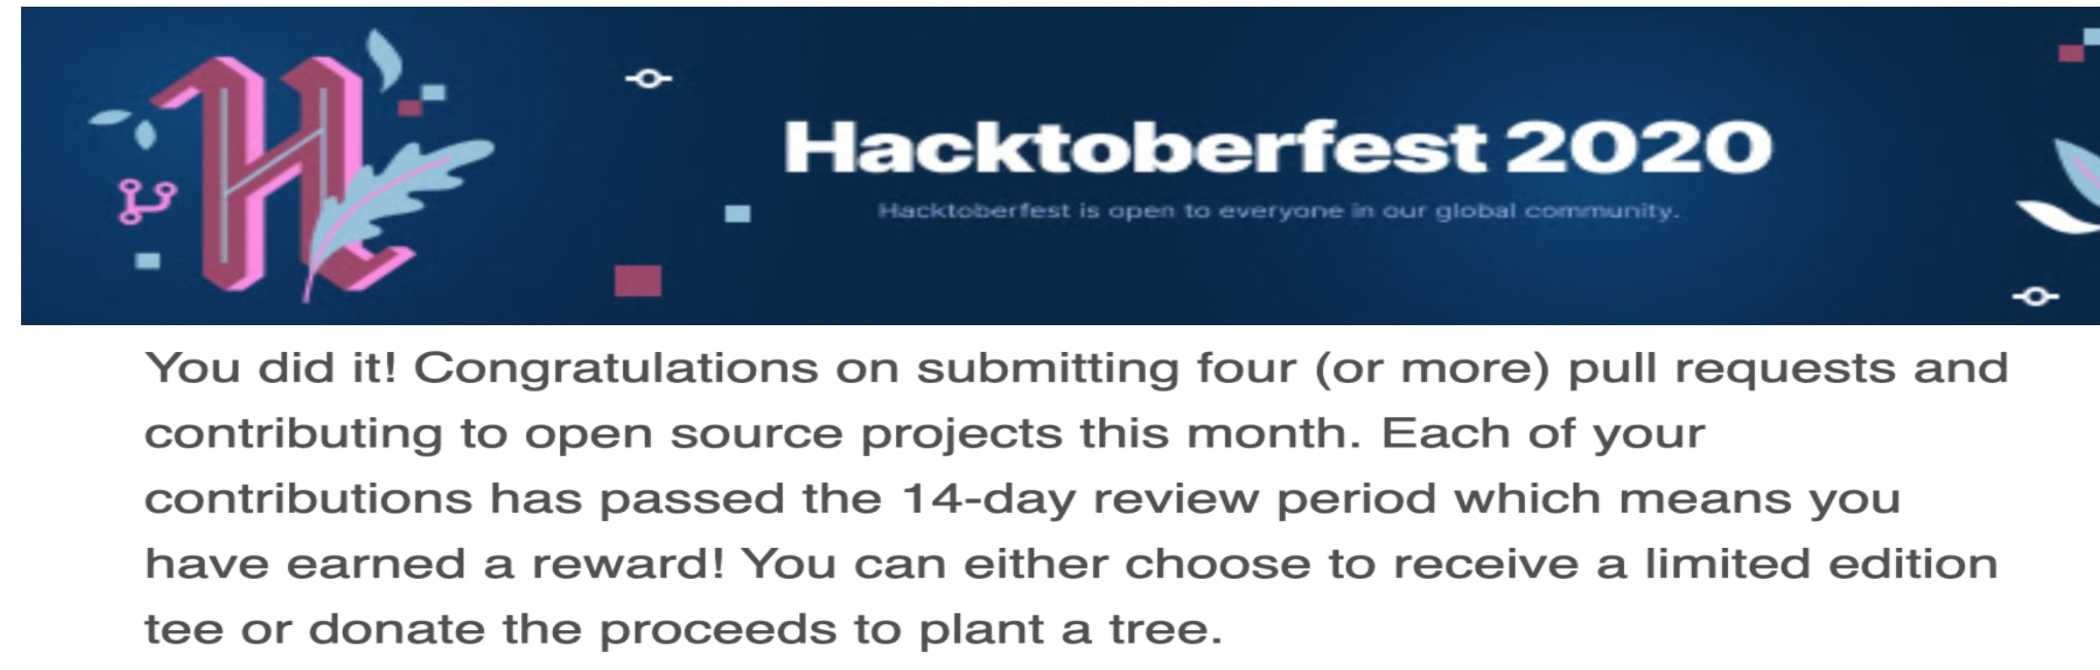 Hacktoberfest 2020
Hacktoberfest is open to everyone in our global community.
You did it! Congratulations on submitting four (or more) pull requests and
contributing to open source projects this month. Each of your
contributions has passed the 14-day review period which means you
have earned a reward! You can either choose to receive a limited edition
tee or donate the proceeds to plant a tree.